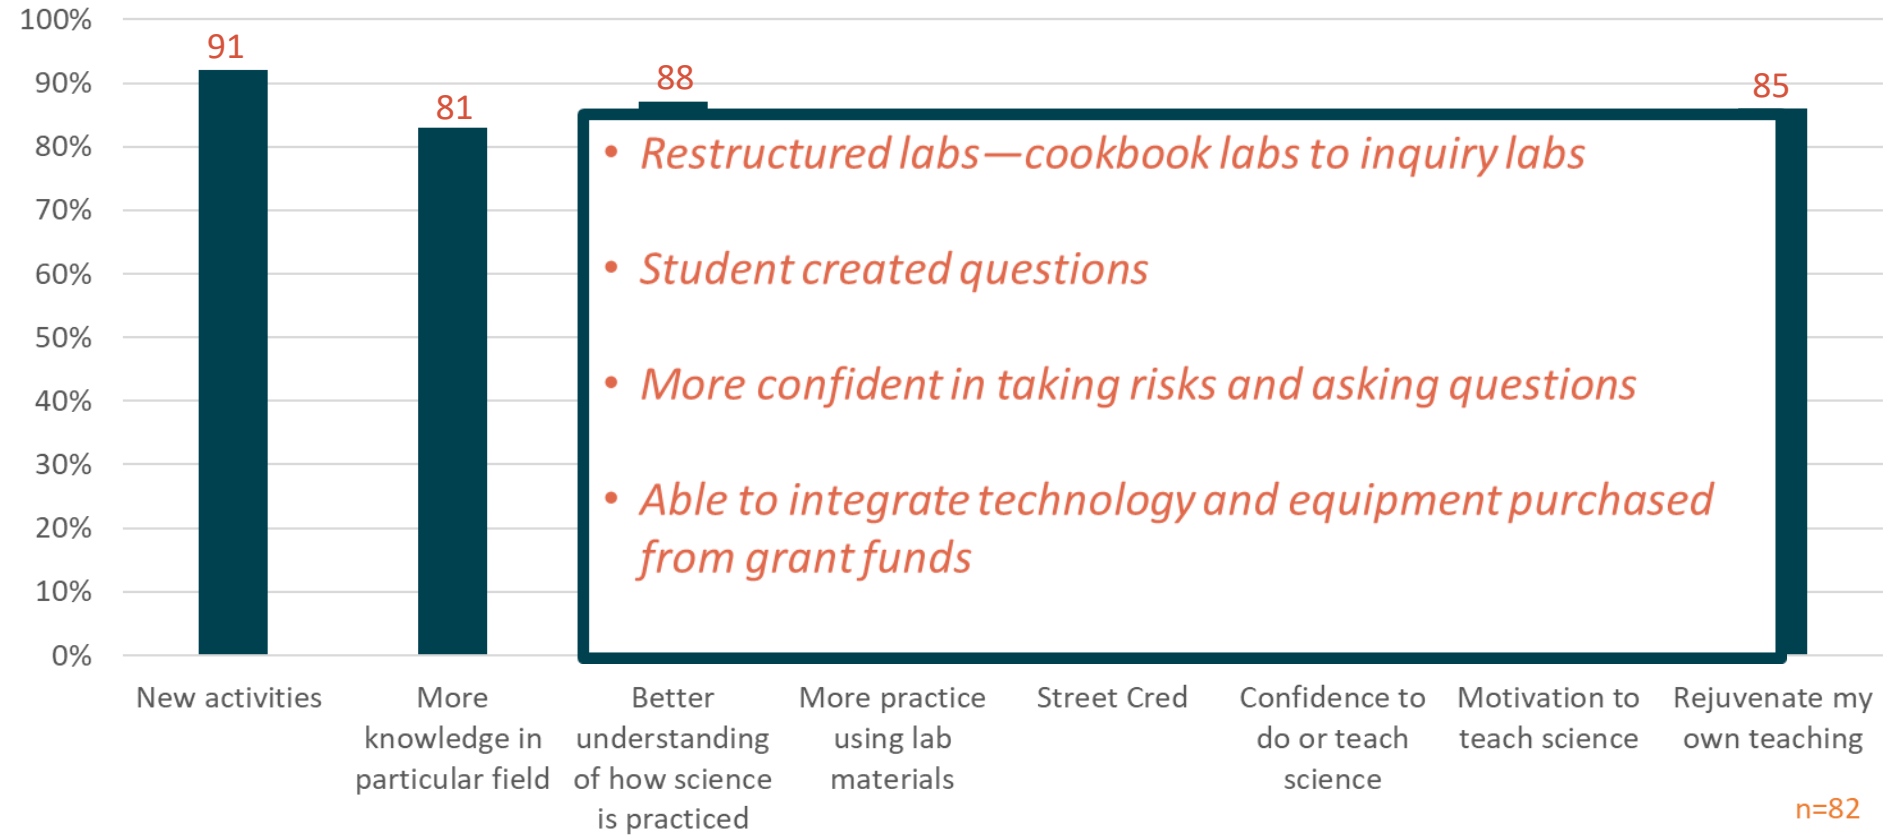 100%
90%
80%
70%
60%
50%
40%
30%
20%
10%
0%
91
81
88
85
• Restructured labs—cookbook labs to inquiry labs
• Student created questions
• More confident in taking risks and asking questions
• Able to integrate technology and equipment purchased
from grant funds
New activities
More
knowledge in
particular field
Better
understanding
of how science
is practiced
More practice
using lab
materials
Street Cred
Confidence to
do or teach
science
Motivation to
teach science
Rejuvenate my
own teaching
n=82